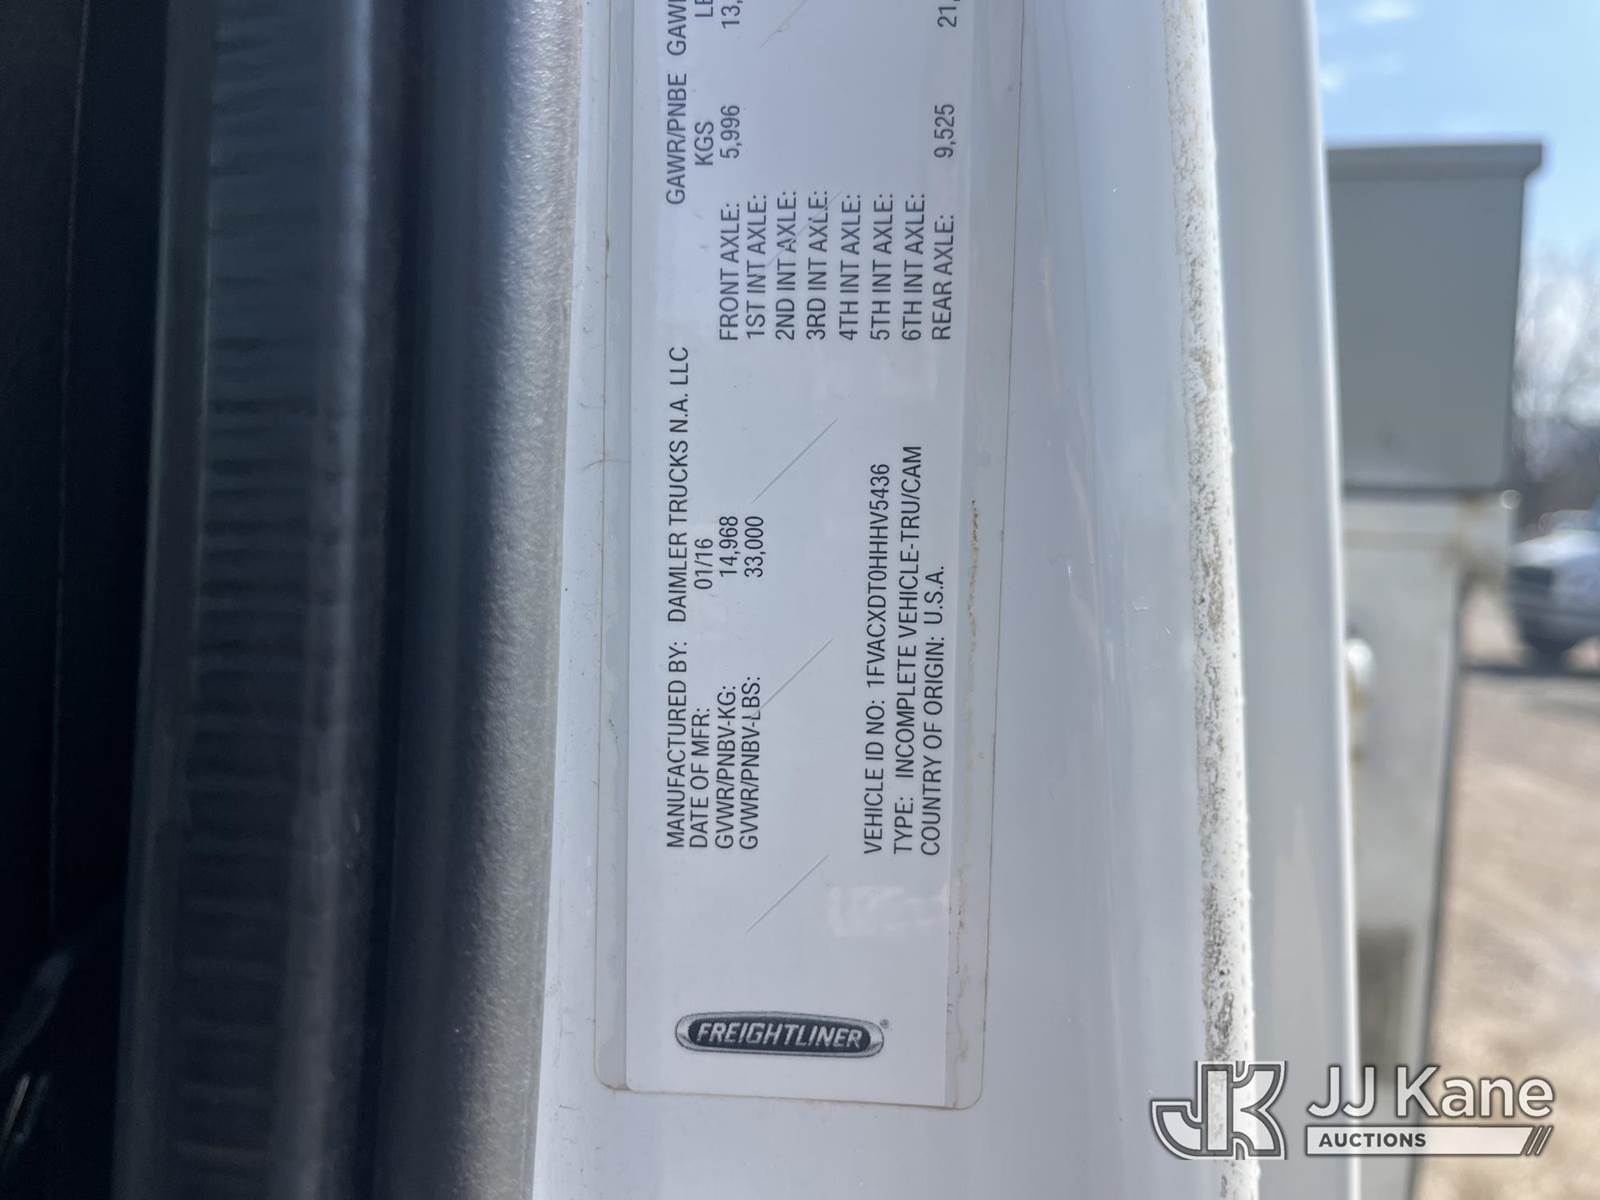 FREIGHTLINER®
MANUFACTURED BY: DAIMLER TRUCKS N.A. LLC
DATE OF MFR: 01/16
GVWR/PNBV-KG: 14,968
GVWR/PNBV-LBS: 33,000
VEHICLE ID NO: 1FVACXDT0HHHV5436
TYPE: INCOMPLETE VEHICLE-TRU/CAM
COUNTRY OF ORIGIN: U.S.A.
GAWR/PNBE
KGS
FRONT AXLE: 5,996 13,
1ST INT AXLE:
2ND INT AXLE:
3RD INT AXLE:
4TH INT AXLE:
5TH INT AXLE:
6TH INT AXLE:
REAR AXLE: 9,525 21,
JK JJ Kane
AUCTIONS